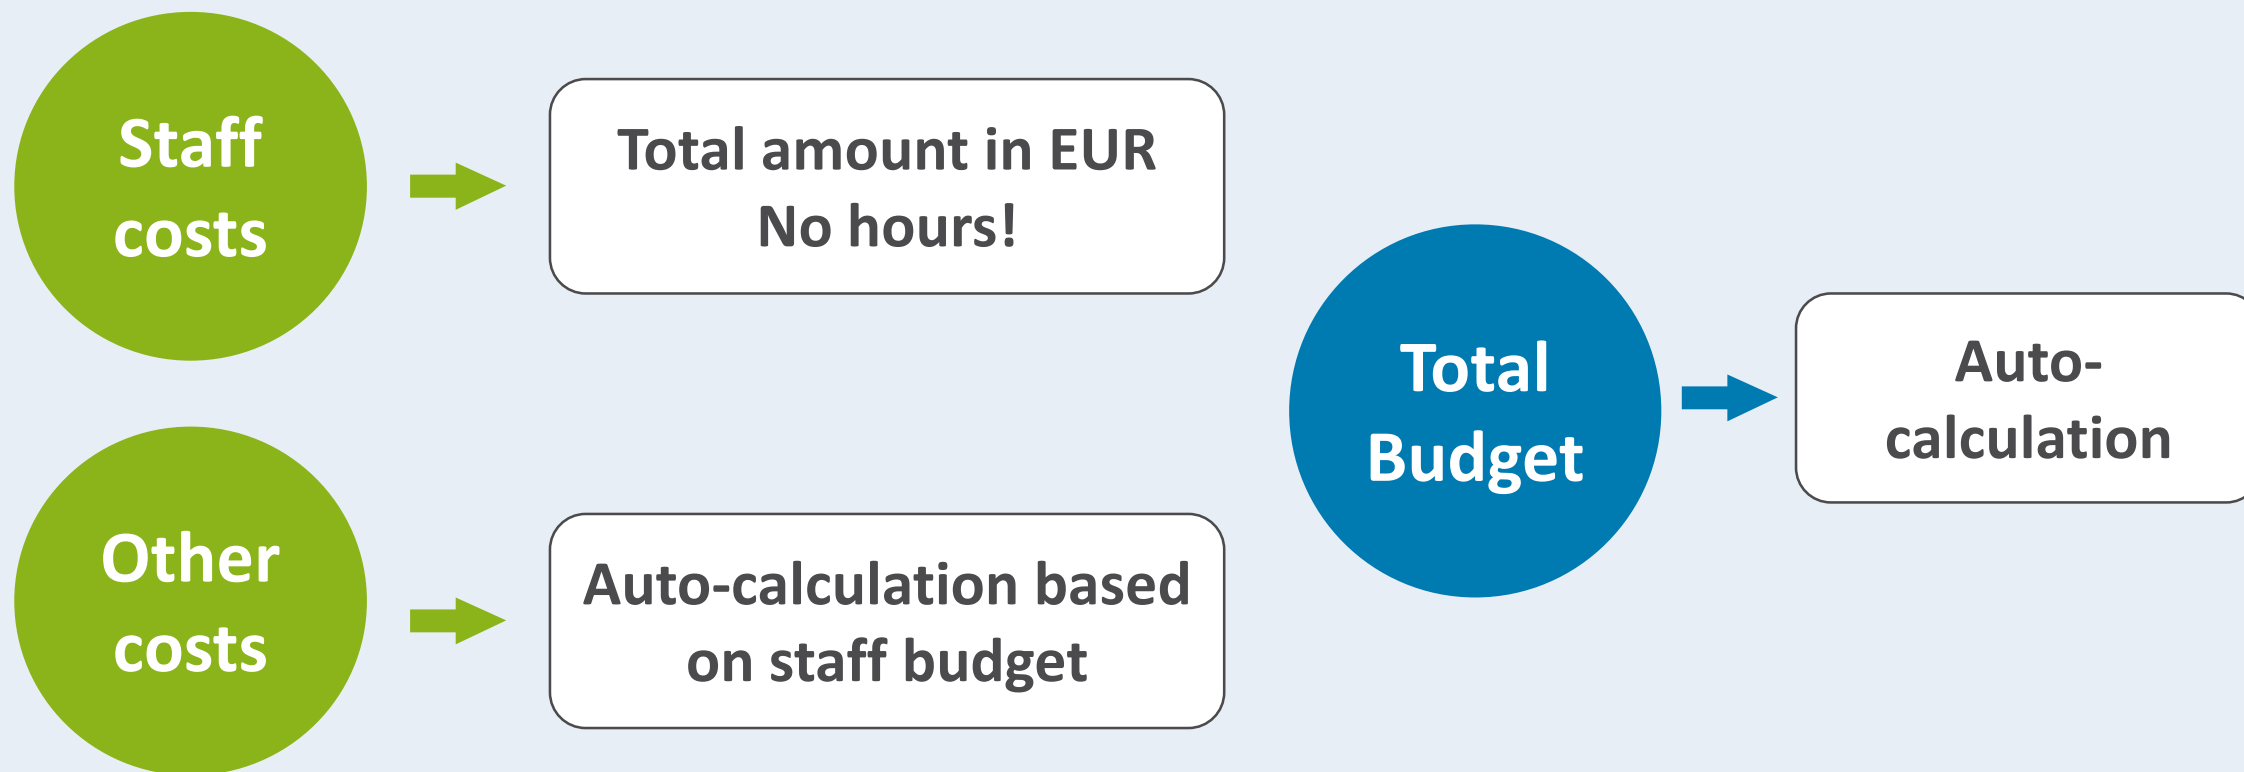 Staff
costs
Total amount in EUR
No hours!
Other
costs
Auto-calculation based
on staff budget
Total
Budget
Auto-
calculation